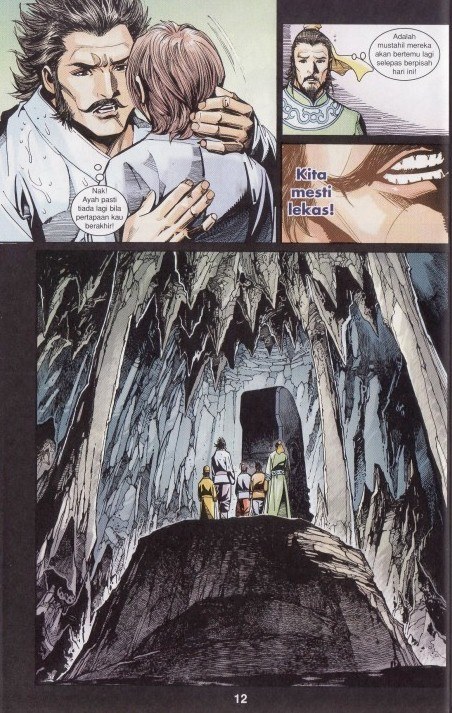 Nak!
Ayah pasti
tiada lagi bila
pertapaan kau
berakhir!
Adalah
mustahil mereka
akan bertemu lagi
selepas berpisah
hari ini!
Kita
mesti
lekas!
12